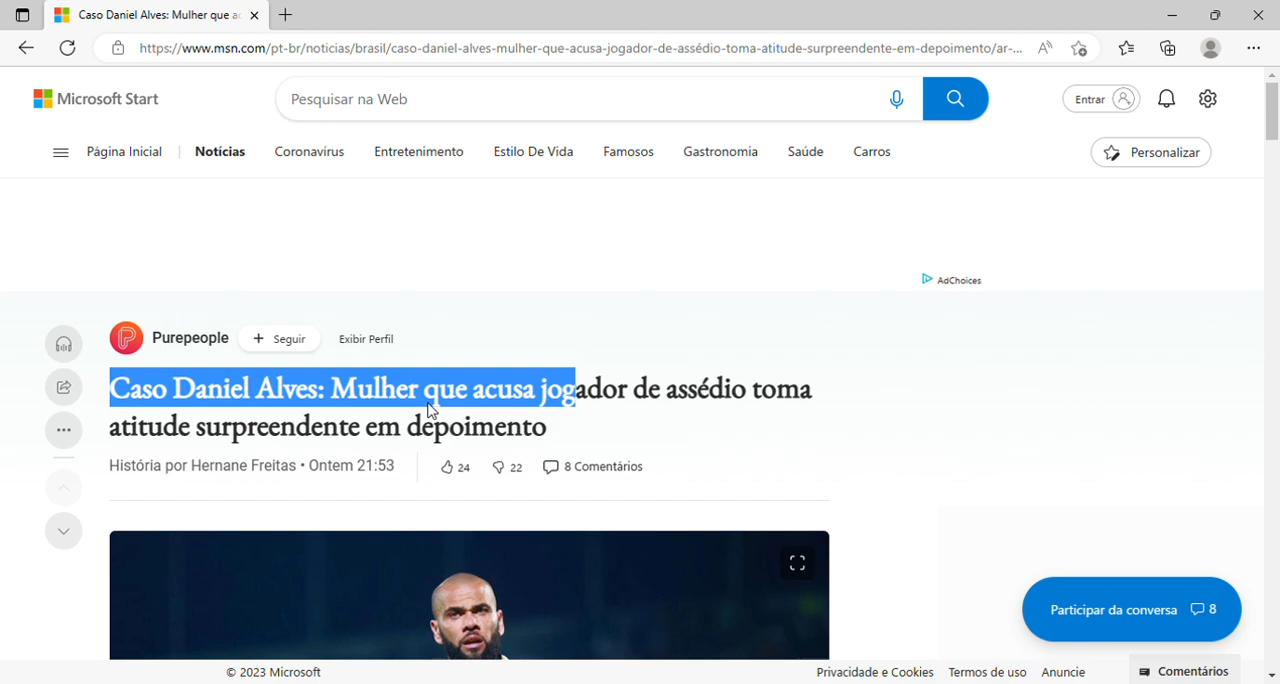 Caso Daniel Alves: Mulher que a
https://www.msn.com/pt-br/noticias/brasil/caso-daniel-alves-mulher-que-acusa-jogador-de-assédio-toma-atitude-surpreendente-em-depoimento/ar-...
Microsoft Start
Pesquisar na Web
Entrar
Página Inicial
Notícias
Coronavírus
Entretenimento
Estilo De Vida
Famosos
Gastronomia
Saúde
Carros
Personalizar
AdChoices
Purepeople
+ Seguir
Exibir Perfil
Caso Daniel Alves: Mulher que acusa jogador de assédio toma
atitude surpreendente em depoimento
História por Hernane Freitas • Ontem 21:53
24
22
8 Comentários
Participar da conversa
8
© 2023 Microsoft
Privacidade e Cookies
Termos de uso
Anuncie
Comentários